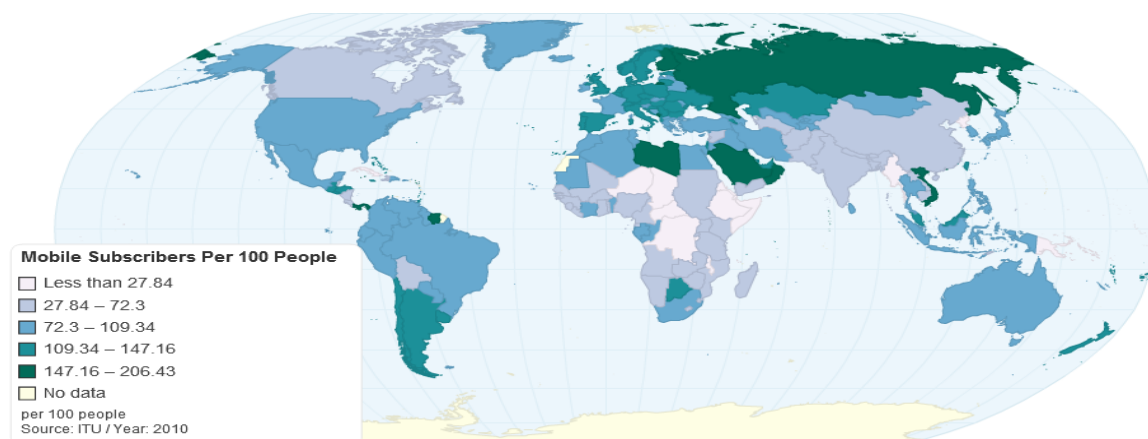 Mobile Subscribers Per 100 People
Less than 27.84
27.84 – 72.3
72.3 – 109.34
109.34 – 147.16
147.16 – 206.43
No data
per 100 people
Source: ITU / Year: 2010